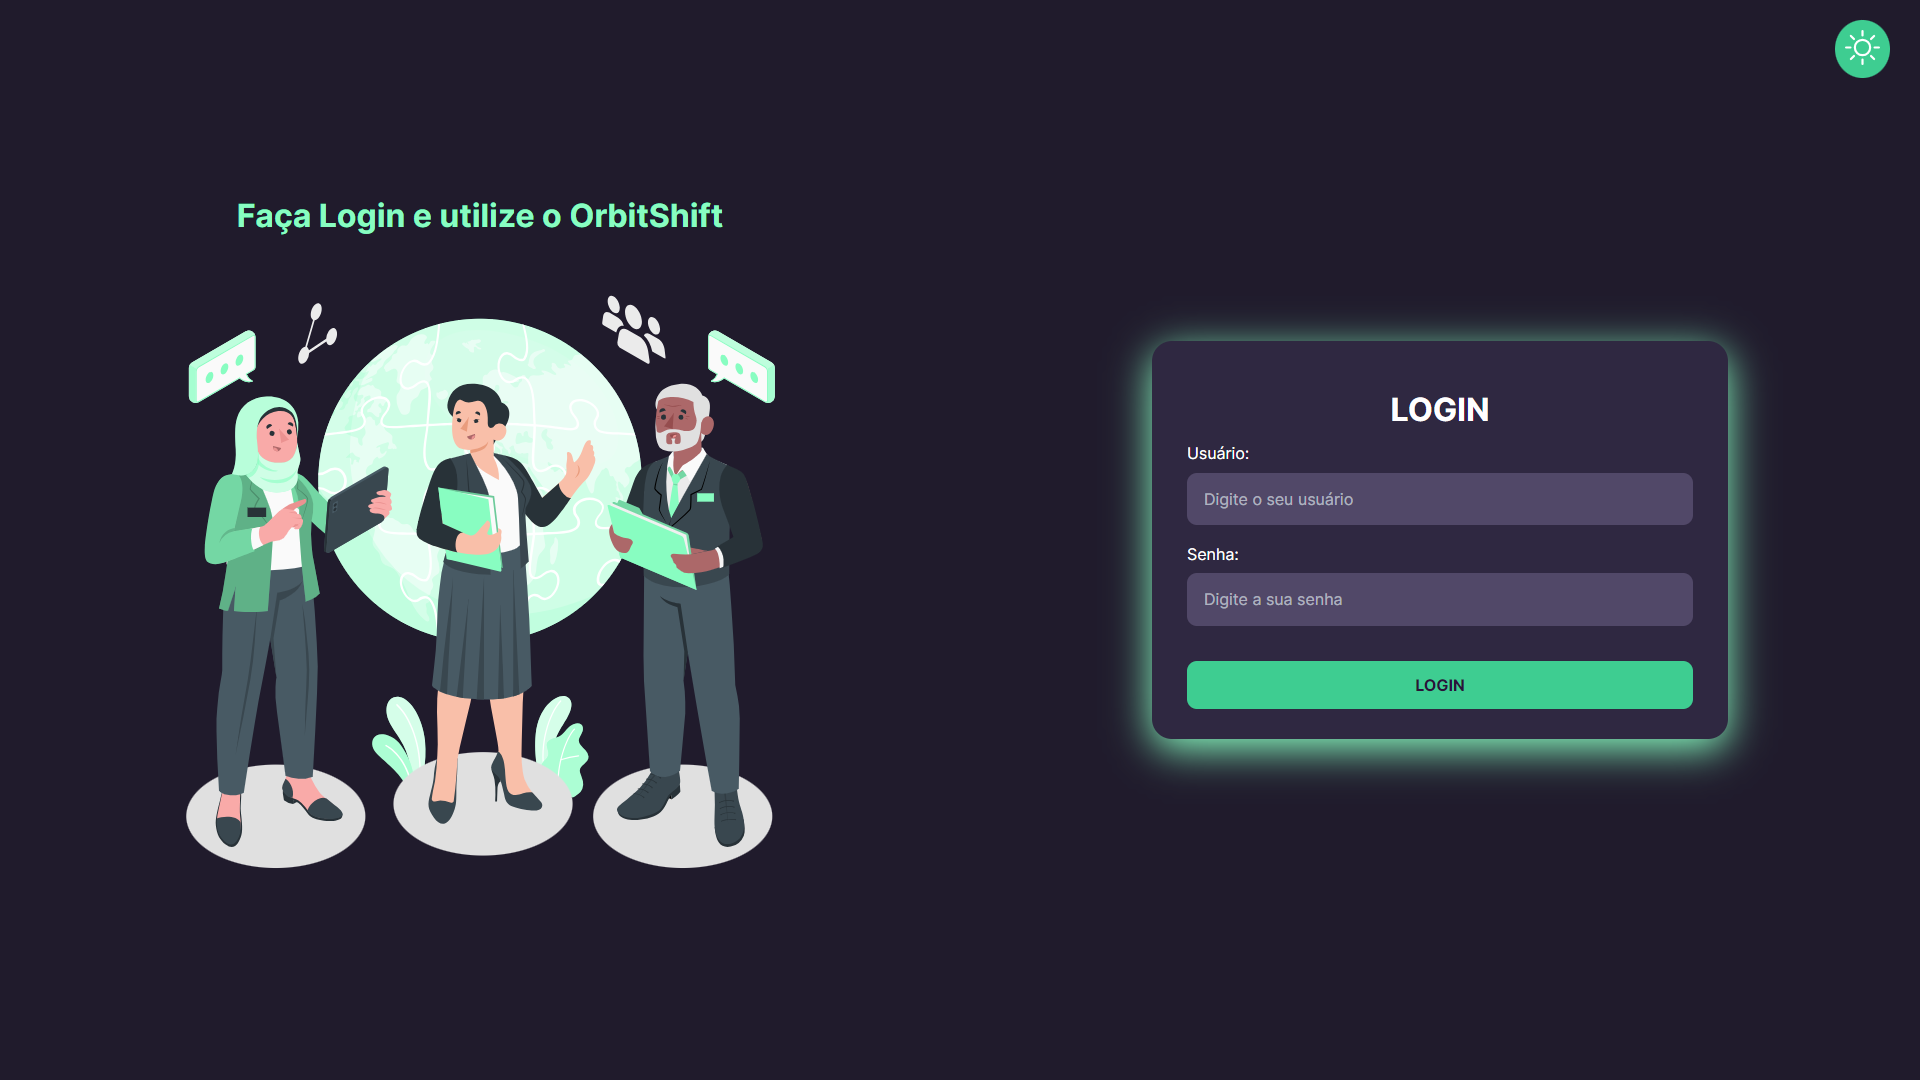 Faça Login e utilize o OrbitShift
LOGIN
Usuário:
Digite o seu usuário
Senha:
Digite a sua senha
LOGIN